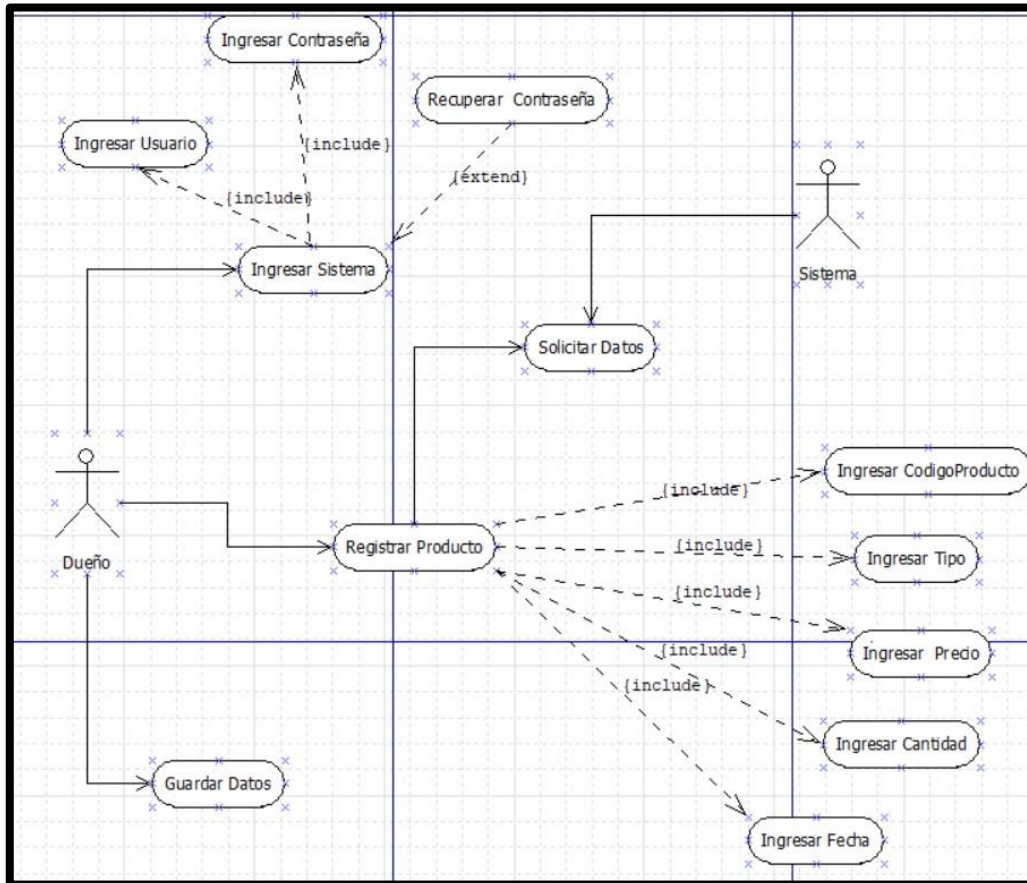 Ingresar Contraseña
Recuperar Contraseña
Ingresar Usuario
{include}
{extend}
{include}
Ingresar Sistema
Sistema
Solicitar Datos
Ingresar CodigoProducto
{include}
Dueño
Registrar Producto
{include}
Ingresar Tipo
{include}
Ingresar Precio
{include}
{include}
Ingresar Cantidad
Guardar Datos
Ingresar Fecha